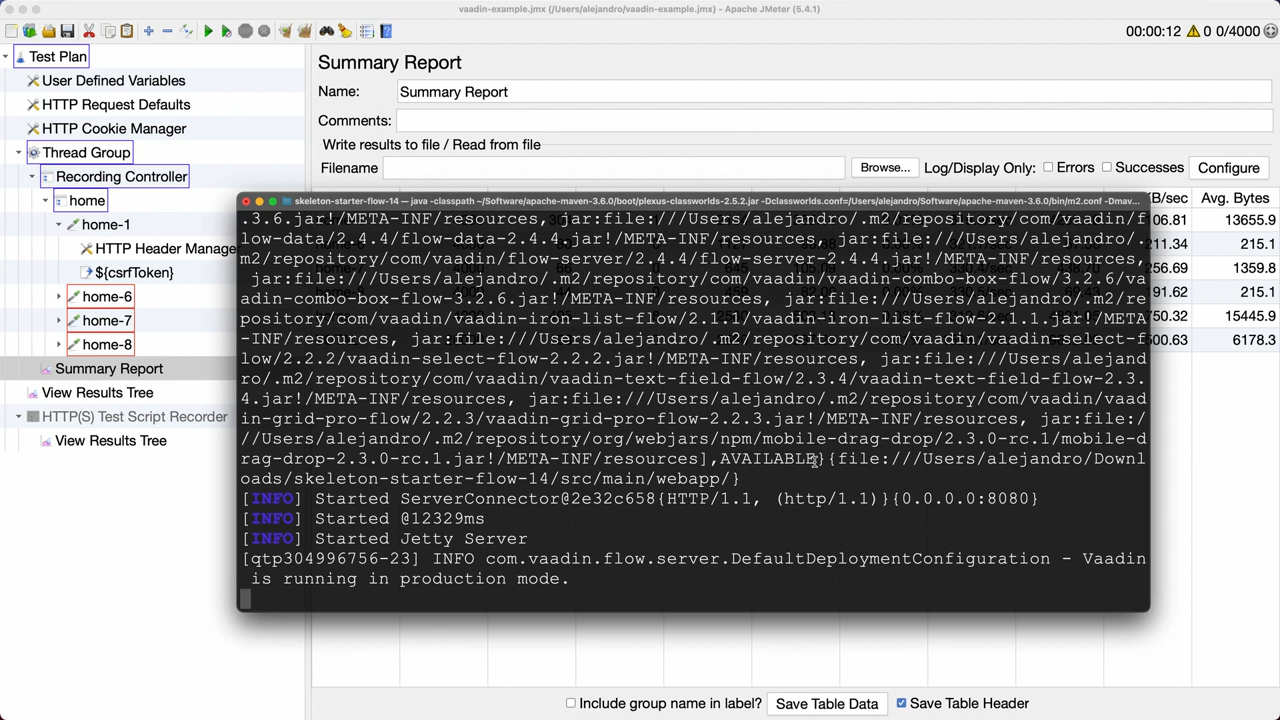 vaadin-example.jmx (/Users/alejandro/vaadin-example.jmx) - Apache JMeter (5.4.1)
00:00:12 0 0/4000
Test Plan
User Defined Variables
HTTP Request Defaults
HTTP Cookie Manager
Thread Group
Recording Controller
home
home-1
HTTP Header Manager
${csrfToken}
home-6
home-7
home-8
Summary Report
View Results Tree
HTTP(S) Test Script Recorder
View Results Tree
Summary Report
Name: Summary Report
Comments:
Write results to file / Read from file
Filename Browse... Log/Display Only: Errors Successes Configure
KB/sec Avg. Bytes
106.81 13655.9
211.34 215.1
256.69 1359.8
91.62 215.1
750.32 15445.9
500.63 6178.3
skeleton-starter-flow-14 — java -classpath ~/Software/apache-maven-3.6.0/boot/plexus-classworlds-2.5.2.jar -Dclassworlds.conf=/Users/alejandro/Software/apache-maven-3.6.0/bin/m2.conf -Dmav...
.3.6.jar!/META-INF/resources, jar:file:///Users/alejandro/.m2/repository/com/vaadin/f
low-data/2.4.4/flow-data-2.4.4.jar!/META-INF/resources, jar:file:///Users/alejandro/.
m2/repository/com/vaadin/flow-server/2.4.4/flow-server-2.4.4.jar!/META-INF/resources,
jar:file:///Users/alejandro/.m2/repository/com/vaadin/vaadin-combo-box-flow/3.2.6/va
adin-combo-box-flow-3.2.6.jar!/META-INF/resources, jar:file:///Users/alejandro/.m2/re
pository/com/vaadin/vaadin-iron-list-flow/2.1.1/vaadin-iron-list-flow-2.1.1.jar!/META
-INF/resources, jar:file:///Users/alejandro/.m2/repository/com/vaadin/vaadin-select-f
low/2.2.2/vaadin-select-flow-2.2.2.jar!/META-INF/resources, jar:file:///Users/alejand
ro/.m2/repository/com/vaadin/vaadin-text-field-flow/2.3.4/vaadin-text-field-flow-2.3.
4.jar!/META-INF/resources, jar:file:///Users/alejandro/.m2/repository/com/vaadin/vaad
in-grid-pro-flow/2.2.3/vaadin-grid-pro-flow-2.2.3.jar!/META-INF/resources, jar:file:/
//Users/alejandro/.m2/repository/org/webjars/npm/mobile-drag-drop/2.3.0-rc.1/mobile-d
rag-drop-2.3.0-rc.1.jar!/META-INF/resources],AVAILABLE}{file:///Users/alejandro/Downl
oads/skeleton-starter-flow-14/src/main/webapp/}
[INFO] Started ServerConnector@2e32c658{HTTP/1.1, (http/1.1)}{0.0.0.0:8080}
[INFO] Started @12329ms
[INFO] Started Jetty Server
[qtp304996756-23] INFO com.vaadin.flow.server.DefaultDeploymentConfiguration - Vaadin
is running in production mode.
Include group name in label? Save Table Data Save Table Header